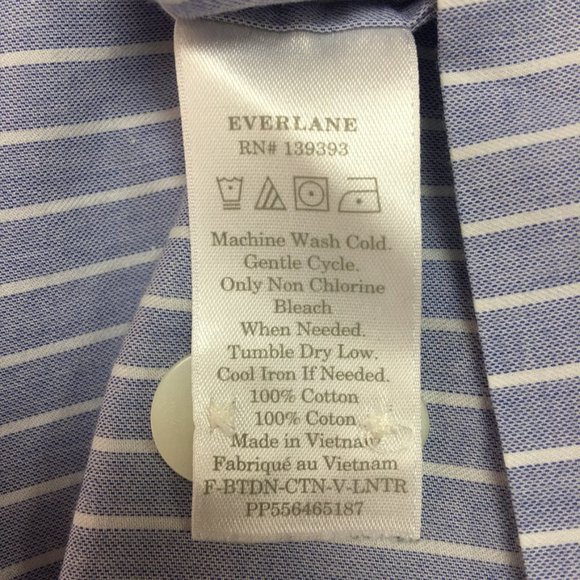 EVERLANE
RN# 139393
Machine Wash Cold.
Gentle Cycle.
Only Non Chlorine
Bleach
When Needed.
Tumble Dry Low.
Cool Iron If Needed.
100% Cotton
100% Coton
Made in Vietnam
Fabriqué au Vietnam
F-BTDN-CTN-V-LNTR
PP556465187